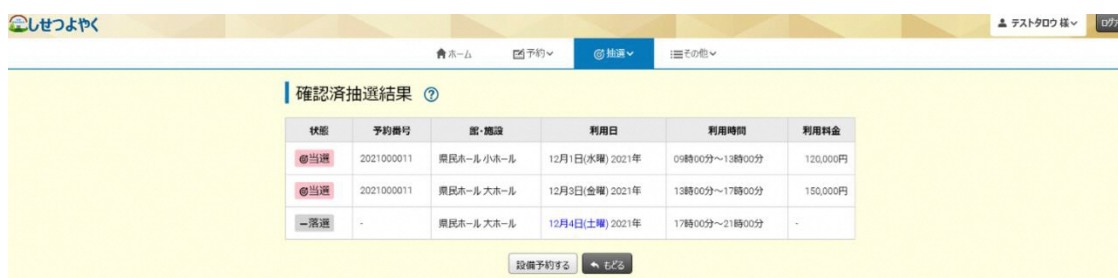 しせつよやく
テストタロウ 様
ホーム 予約 抽選 その他
確認済抽選結果 ?
状態 予約番号 館・施設 利用日 利用時間 利用料金
当選 2021000011 県民ホール 小ホール 12月1日(水曜) 2021年 09時00分～13時00分 120,000円
当選 2021000011 県民ホール 大ホール 12月3日(金曜) 2021年 13時00分～17時00分 150,000円
落選 - 県民ホール 大ホール 12月4日(土曜) 2021年 17時00分～21時00分 -
設備予約する もどる